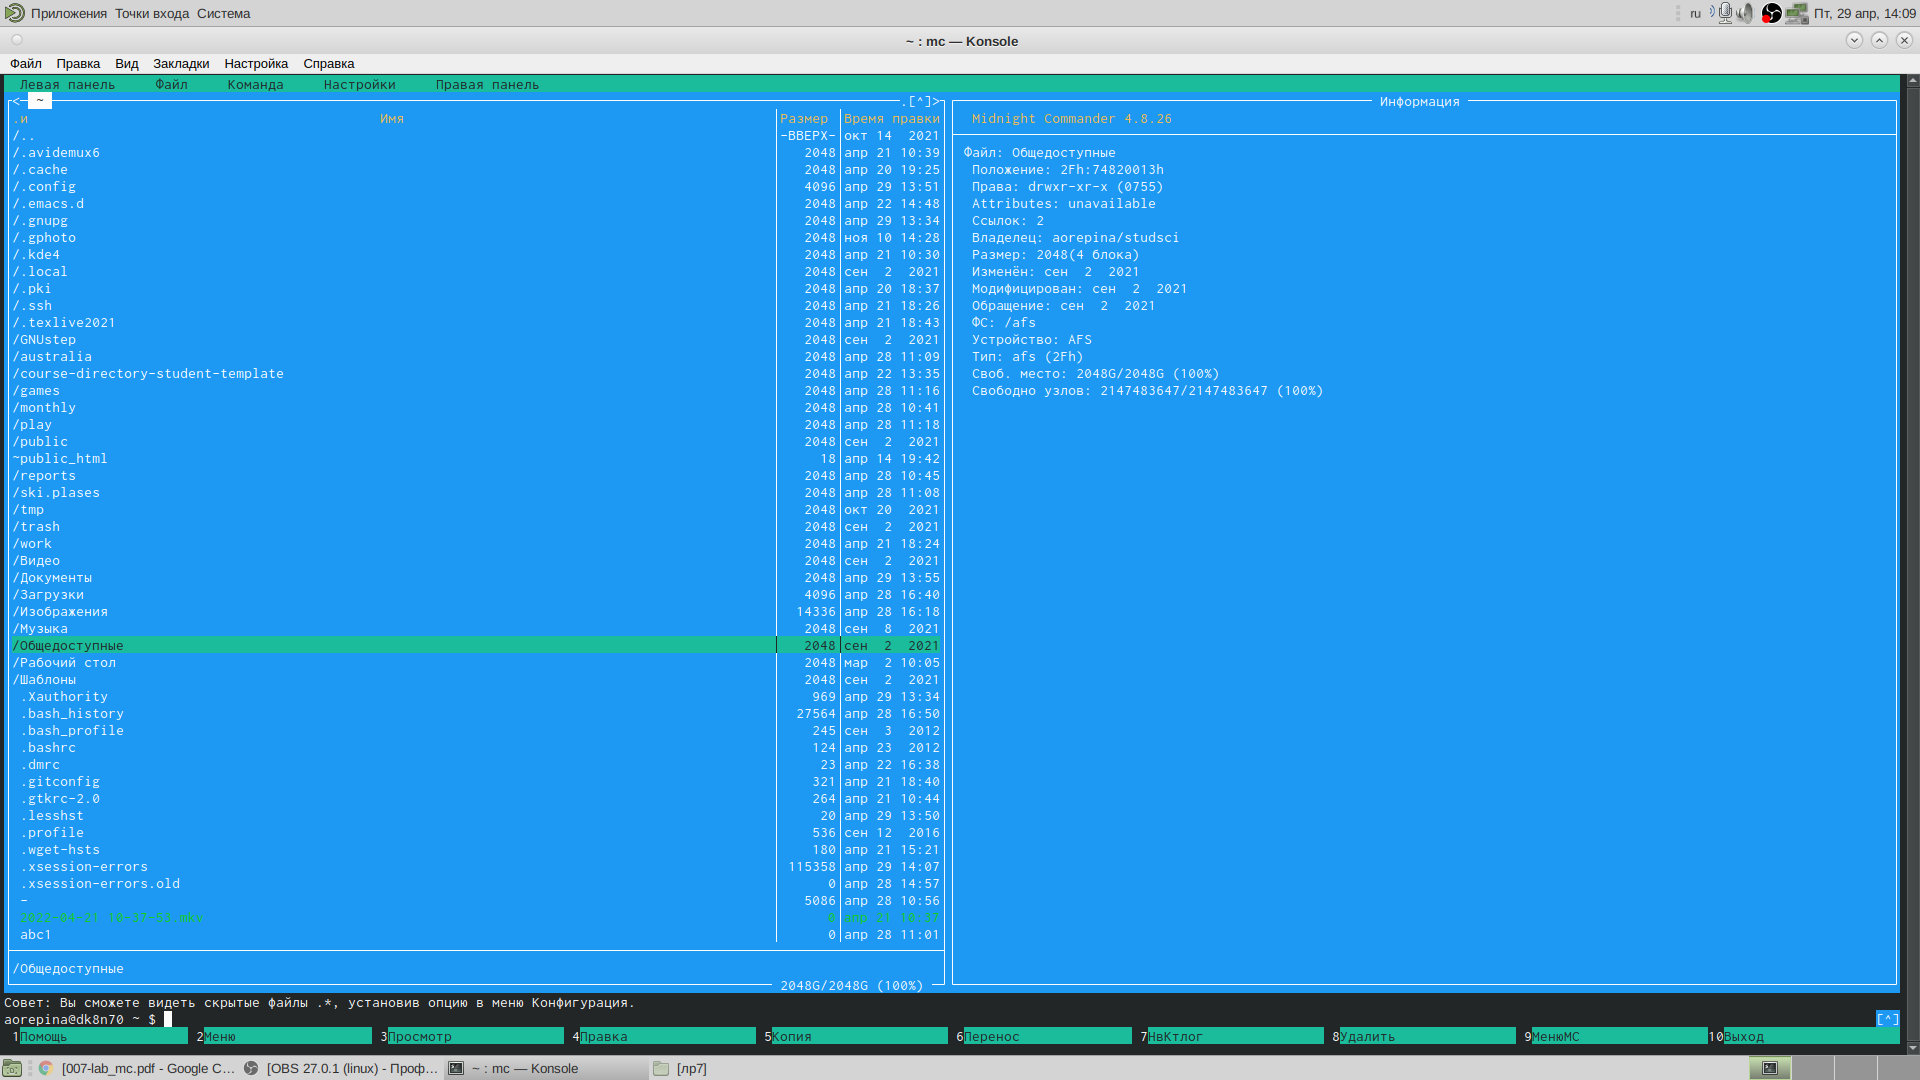 Приложения Точки входа Система
ru
Пт, 29 апр, 14:09
~ : mc — Konsole
Файл Правка Вид Закладки Настройка Справка
Левая панель Файл Команда Настройки Правая панель
<─ ~ .[^]>
.и Имя Размер Время правки
/.. -ВВЕРХ- окт 14 2021
/.avidemux6 2048 апр 21 10:39
/.cache 2048 апр 20 19:25
/.config 4096 апр 29 13:51
/.emacs.d 2048 апр 22 14:48
/.gnupg 2048 апр 29 13:34
/.gphoto 2048 ноя 10 14:28
/.kde4 2048 апр 21 10:30
/.local 2048 сен 2 2021
/.pki 2048 апр 20 18:37
/.ssh 2048 апр 21 18:26
/.texlive2021 2048 апр 21 18:43
/GNUstep 2048 сен 2 2021
/australia 2048 апр 28 11:09
/course-directory-student-template 2048 апр 22 13:35
/games 2048 апр 28 11:16
/monthly 2048 апр 28 10:41
/play 2048 апр 28 11:18
/public 2048 сен 2 2021
~public_html 18 апр 14 19:42
/reports 2048 апр 28 10:45
/ski.plases 2048 апр 28 11:08
/tmp 2048 окт 20 2021
/trash 2048 сен 2 2021
/work 2048 апр 21 18:24
/Видео 2048 сен 2 2021
/Документы 2048 апр 29 13:55
/Загрузки 4096 апр 28 16:40
/Изображения 14336 апр 28 16:18
/Музыка 2048 сен 8 2021
/Общедоступные 2048 сен 2 2021
/Рабочий стол 2048 мар 2 10:05
/Шаблоны 2048 сен 2 2021
.Xauthority 969 апр 29 13:34
.bash_history 27564 апр 28 16:50
.bash_profile 245 сен 3 2012
.bashrc 124 апр 23 2012
.dmrc 23 апр 22 16:38
.gitconfig 321 апр 21 18:40
.gtkrc-2.0 264 апр 21 10:44
.lesshst 20 апр 29 13:50
.profile 536 сен 12 2016
.wget-hsts 180 апр 21 15:21
.xsession-errors 115358 апр 29 14:07
.xsession-errors.old 0 апр 28 14:57
- 5086 апр 28 10:56
abc1 0 апр 28 11:01
/Общедоступные
2048G/2048G (100%)
Информация
Midnight Commander 4.8.26
Файл: Общедоступные
Положение: 2Fh:74820013h
Права: drwxr-xr-x (0755)
Attributes: unavailable
Ссылок: 2
Владелец: aorepina/studsci
Размер: 2048(4 блока)
Изменён: сен 2 2021
Модифицирован: сен 2 2021
Обращение: сен 2 2021
ФС: /afs
Устройство: AFS
Тип: afs (2Fh)
Своб. место: 2048G/2048G (100%)
Свободно узлов: 2147483647/2147483647 (100%)
Совет: Вы сможете видеть скрытые файлы .*, установив опцию в меню Конфигурация.
aorepina@dk8n70 ~ $
[^]
1Помощь 2Меню 3Просмотр 4Правка 5Копия 6Перенос 7НвКтлог 8Удалить 9МенюMC 10Выход
[007-lab_mc.pdf - Google C... [OBS 27.0.1 (linux) - Проф... ~ : mc — Konsole [лр7]